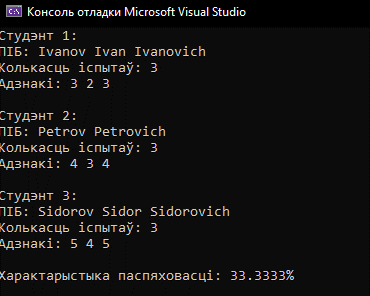 Консоль отладки Microsoft Visual Studio
Студэнт 1:
ПІБ: Ivanov Ivan Ivanovich
Колькасць іспытаў: 3
Адзнакі: 3 2 3
Студэнт 2:
ПІБ: Petrov Petrovich
Колькасць іспытаў: 3
Адзнакі: 4 3 4
Студэнт 3:
ПІБ: Sidorov Sidor Sidorovich
Колькасць іспытаў: 3
Адзнакі: 5 4 5
Характарыстыка паспяховасці: 33.3333%